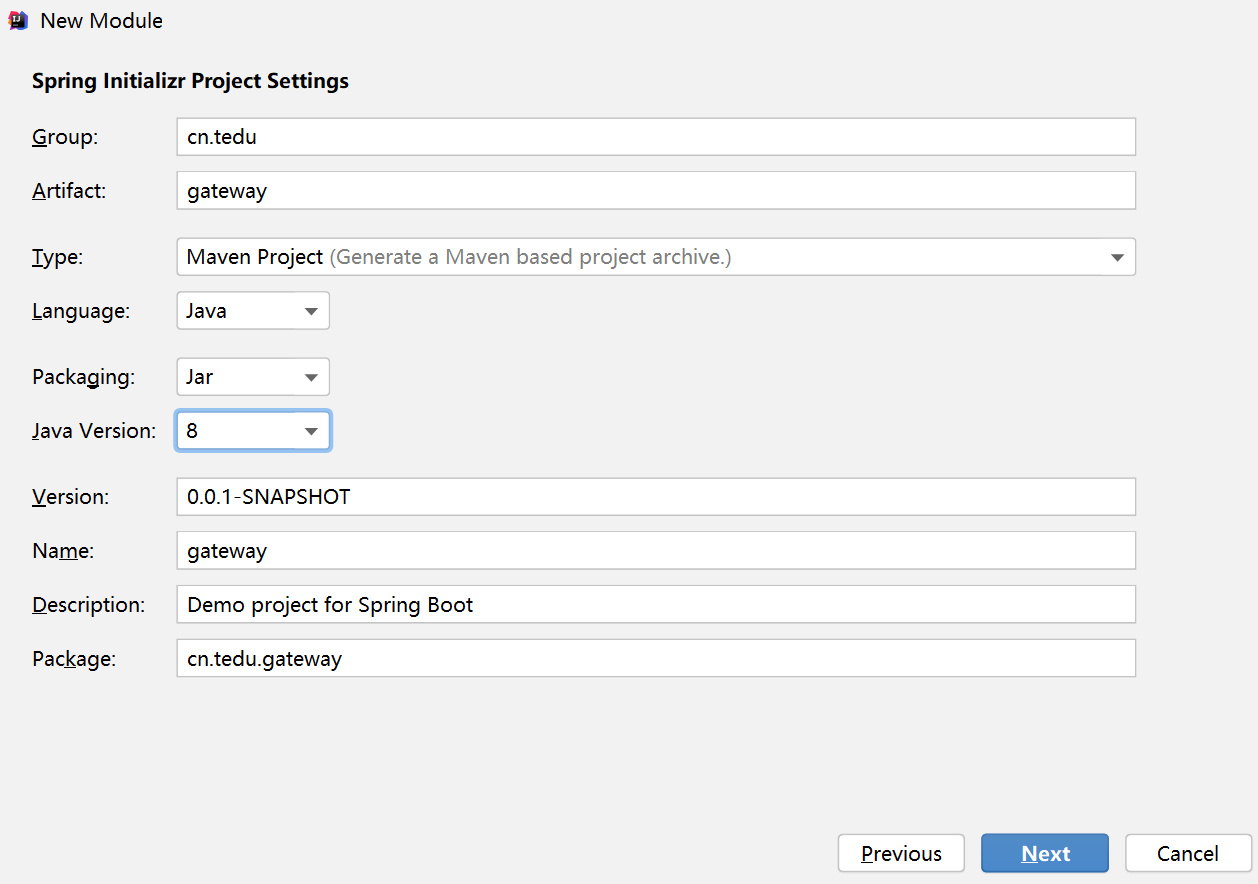 New Module
Spring Initializr Project Settings
Group: cn.tedu
Artifact: gateway
Type: Maven Project (Generate a Maven based project archive.)
Language: Java
Packaging: Jar
Java Version: 8
Version: 0.0.1-SNAPSHOT
Name: gateway
Description: Demo project for Spring Boot
Package: cn.tedu.gateway
Previous Next Cancel